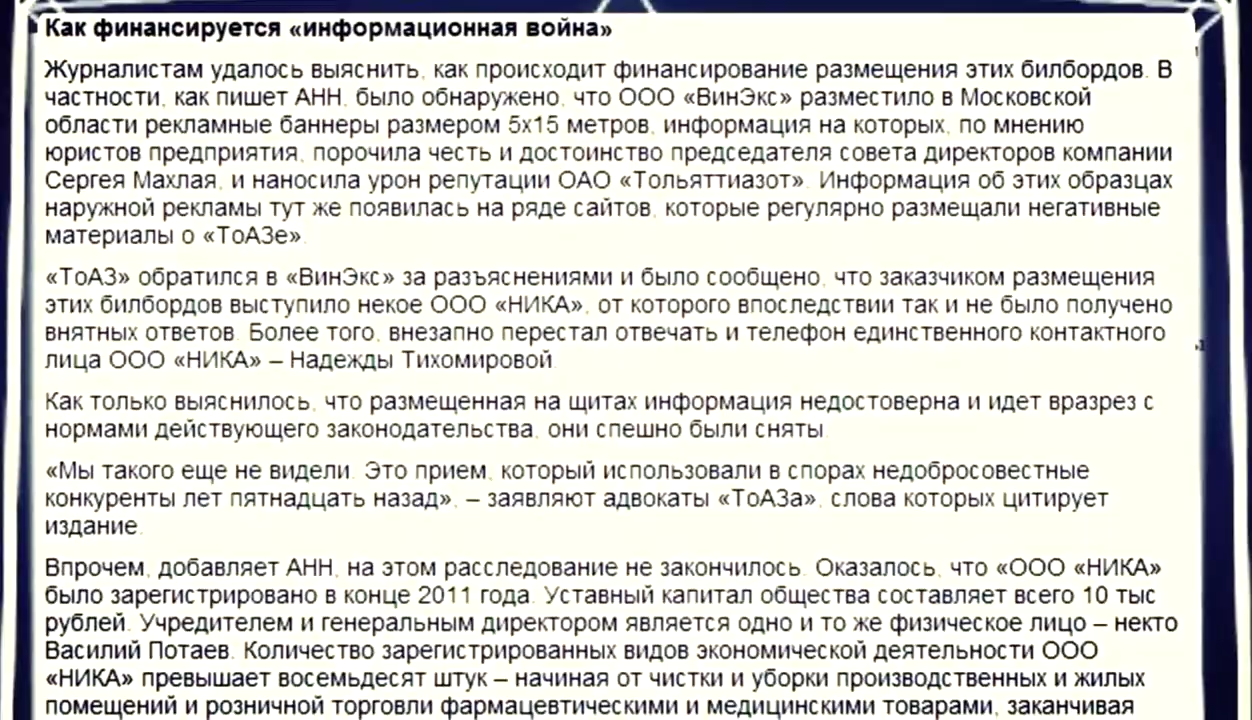 Как финансируется «информационная война»
Журналистам удалось выяснить, как происходит финансирование размещения этих билбордов. В
частности, как пишет АНН, было обнаружено, что ООО «ВинЭкс» разместило в Московской
области рекламные баннеры размером 5х15 метров, информация на которых, по мнению
юристов предприятия, порочила честь и достоинство председателя совета директоров компании
Сергея Махлая, и наносила урон репутации ОАО «Тольяттиазот». Информация об этих образцах
наружной рекламы тут же появилась на ряде сайтов, которые регулярно размещали негативные
материалы о «ТоАЗе».
«ТоАЗ» обратился в «ВинЭкс» за разъяснениями и было сообщено, что заказчиком размещения
этих билбордов выступило некое ООО «НИКА», от которого впоследствии так и не было получено
внятных ответов. Более того, внезапно перестал отвечать и телефон единственного контактного
лица ООО «НИКА» – Надежды Тихомировой.
Как только выяснилось, что размещенная на щитах информация недостоверна и идет вразрез с
нормами действующего законодательства, они спешно были сняты.
«Мы такого еще не видели. Это прием, который использовали в спорах недобросовестные
конкуренты лет пятнадцать назад», – заявляют адвокаты «ТоАЗа», слова которых цитирует
издание.
Впрочем, добавляет АНН, на этом расследование не закончилось. Оказалось, что «ООО «НИКА»
было зарегистрировано в конце 2011 года. Уставный капитал общества составляет всего 10 тыс
рублей. Учредителем и генеральным директором является одно и то же физическое лицо – некто
Василий Потаев. Количество зарегистрированных видов экономической деятельности ООО
«НИКА» превышает восемьдесят штук – начиная от чистки и уборки производственных и жилых
помещений и розничной торговли фармацевтическими и медицинскими товарами, заканчивая